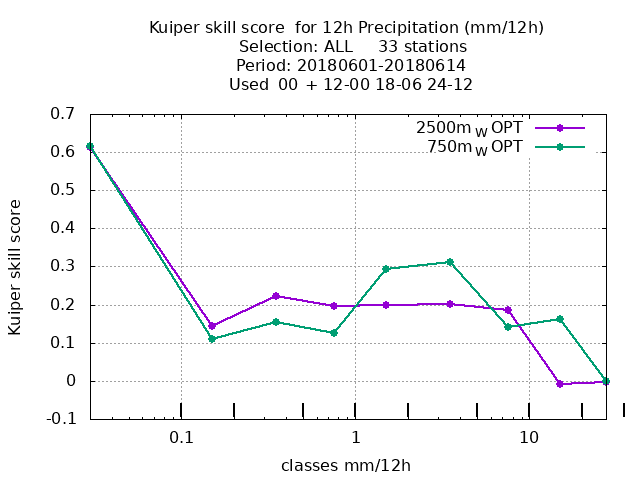 Kuiper skill score  for 12h Precipitation (mm/12h)
Selection: ALL     33 stations
Period: 20180601-20180614
Used  00  + 12-00 18-06 24-12
2500m W OPT
750m W OPT
0.7
0.6
0.5
0.4
0.3
0.2
0.1
0
-0.1
Kuiper skill score
0.1 1 10
classes mm/12h